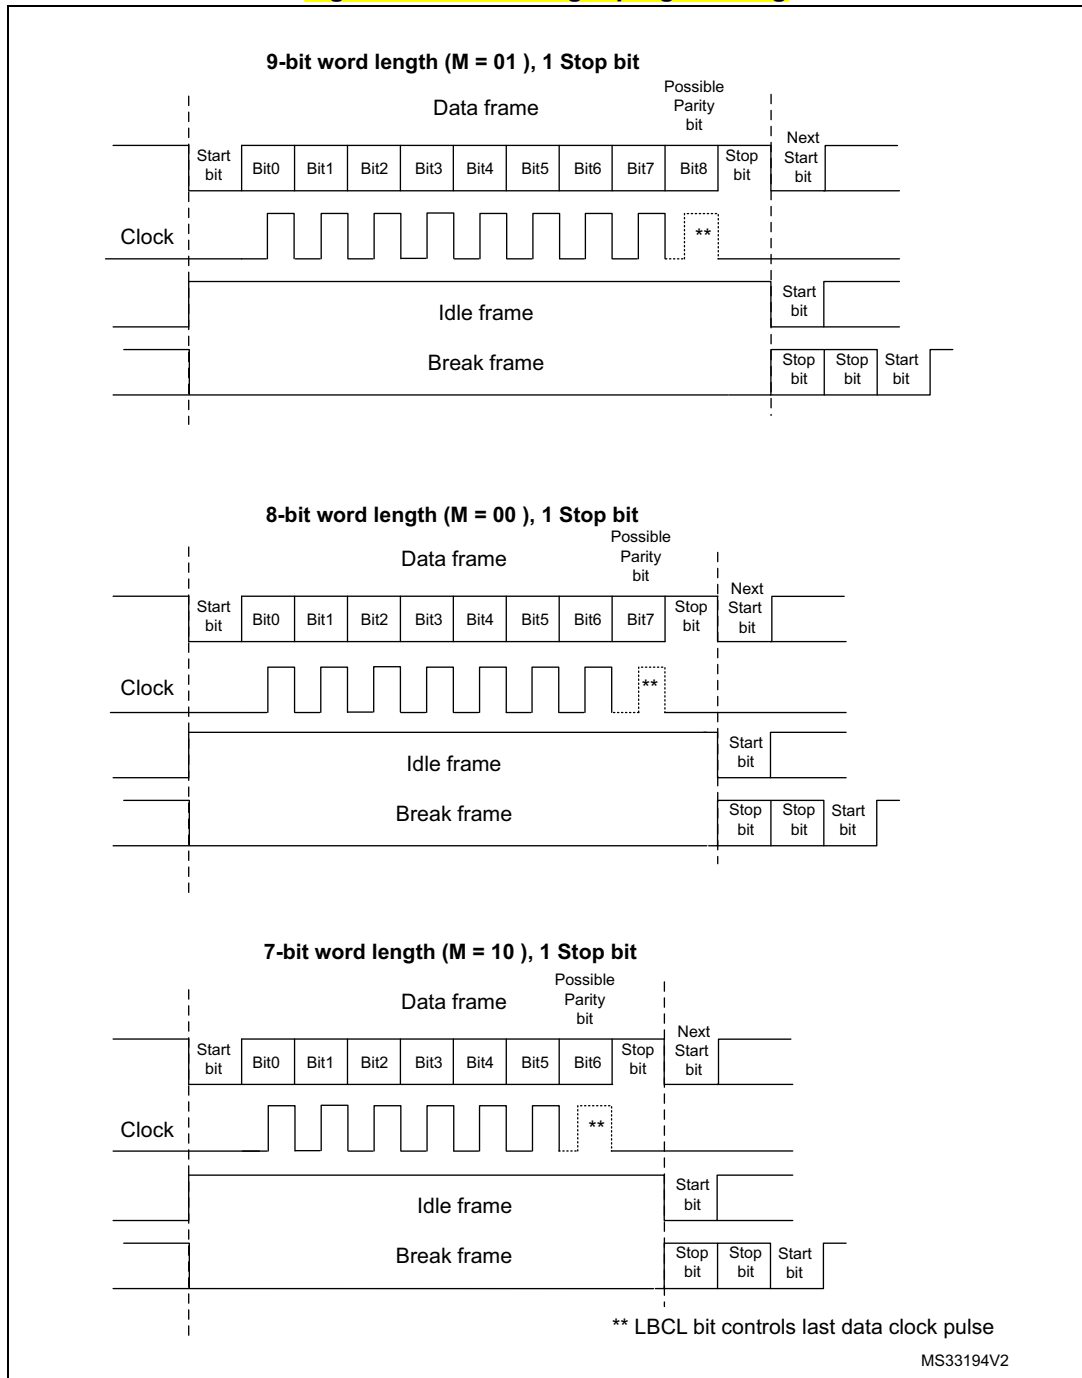 9-bit word length (M = 01 ), 1 Stop bit
Data frame
Possible
Parity
bit
Start
bit
Bit0
Bit1
Bit2
Bit3
Bit4
Bit5
Bit6
Bit7
Bit8
Stop
bit
Next
Start
bit
Clock
**
Idle frame
Start
bit
Break frame
Stop
bit
Stop
bit
Start
bit
8-bit word length (M = 00 ), 1 Stop bit
Data frame
Possible
Parity
bit
Start
bit
Bit0
Bit1
Bit2
Bit3
Bit4
Bit5
Bit6
Bit7
Stop
bit
Next
Start
bit
Clock
**
Idle frame
Start
bit
Break frame
Stop
bit
Stop
bit
Start
bit
7-bit word length (M = 10 ), 1 Stop bit
Data frame
Possible
Parity
bit
Start
bit
Bit0
Bit1
Bit2
Bit3
Bit4
Bit5
Bit6
Stop
bit
Next
Start
bit
Clock
**
Idle frame
Start
bit
Break frame
Stop
bit
Stop
bit
Start
bit
** LBCL bit controls last data clock pulse
MS33194V2